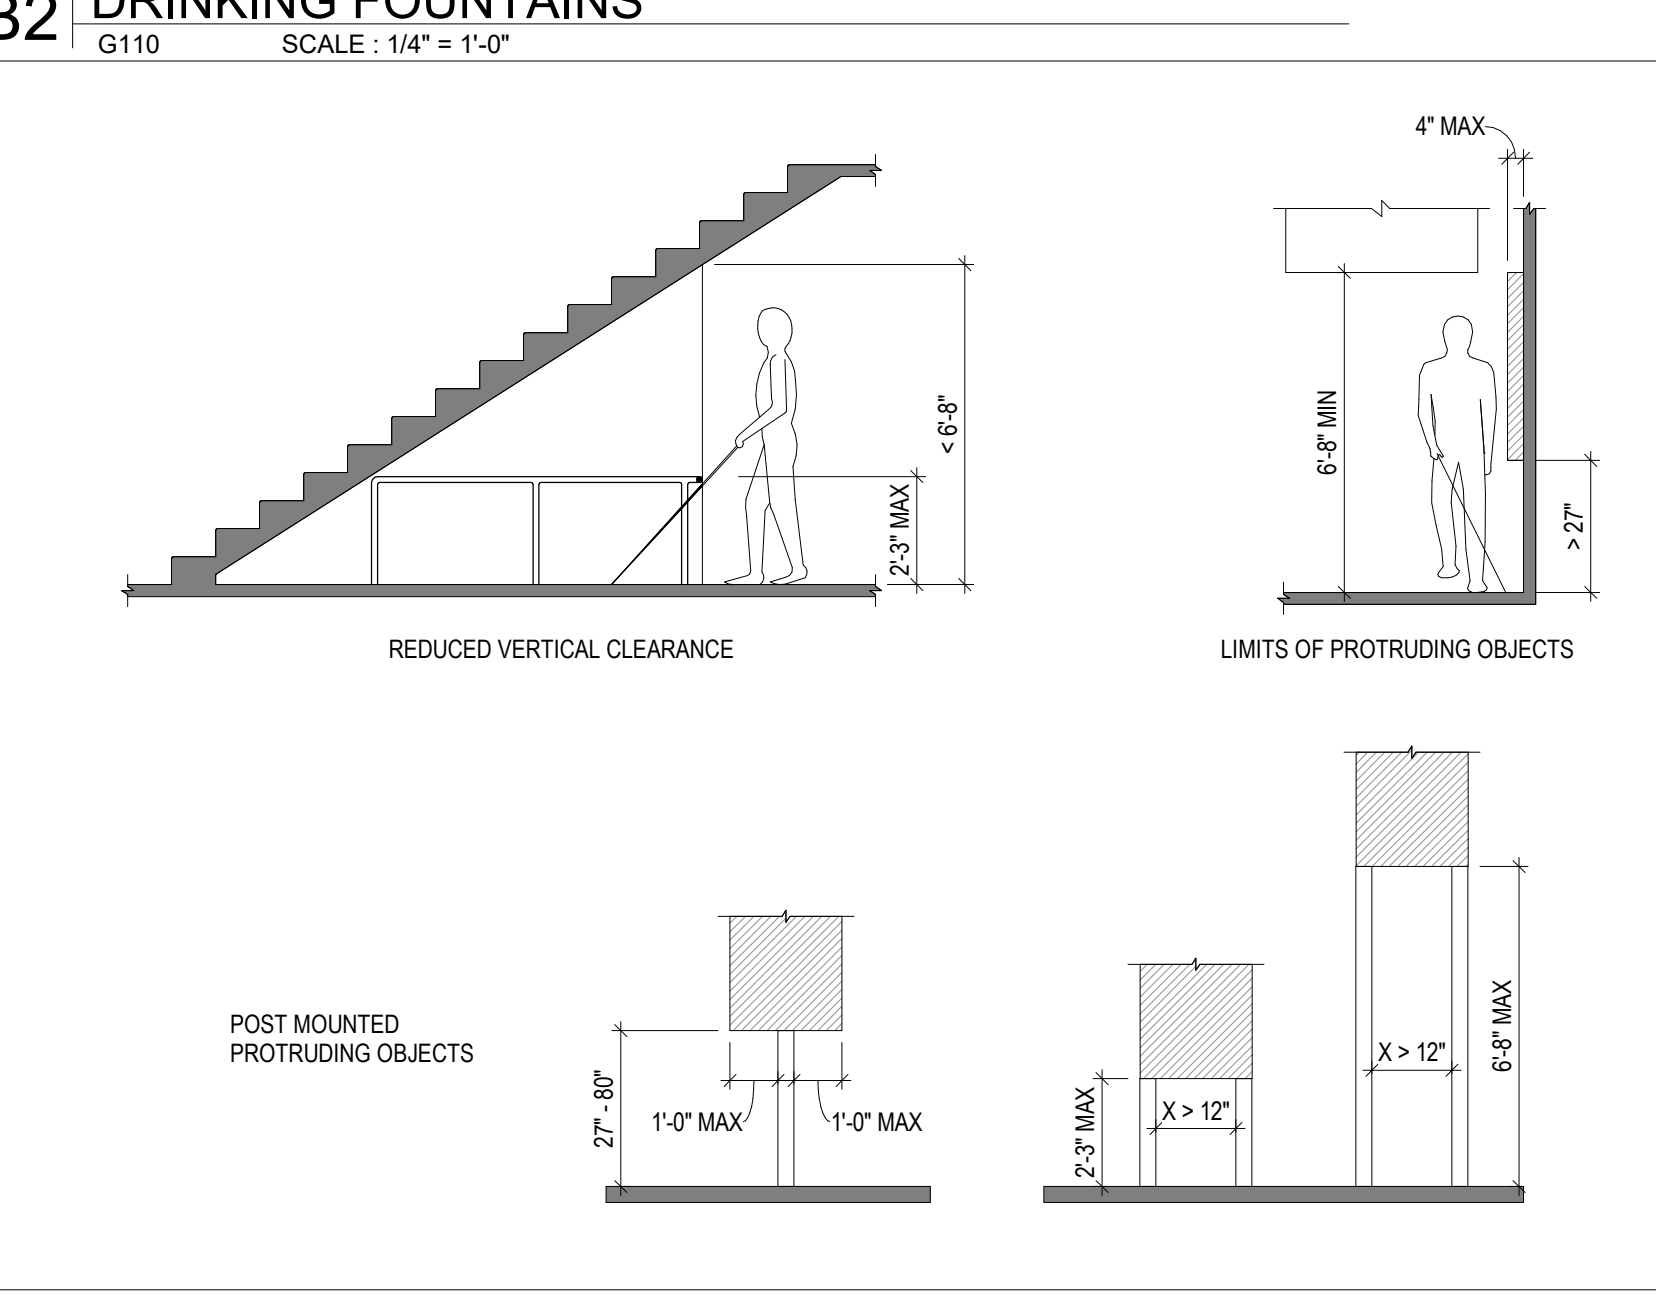 B2
DRINKING FOUNTAINS
G110 SCALE : 1/4" = 1'-0"
4" MAX
< 6'-8"
2'-3" MAX
6'-8" MIN
> 27"
REDUCED VERTICAL CLEARANCE
LIMITS OF PROTRUDING OBJECTS
POST MOUNTED
PROTRUDING OBJECTS
27" - 80"
1'-0" MAX
1'-0" MAX
2'-3" MAX
X > 12"
X > 12"
6'-8" MAX